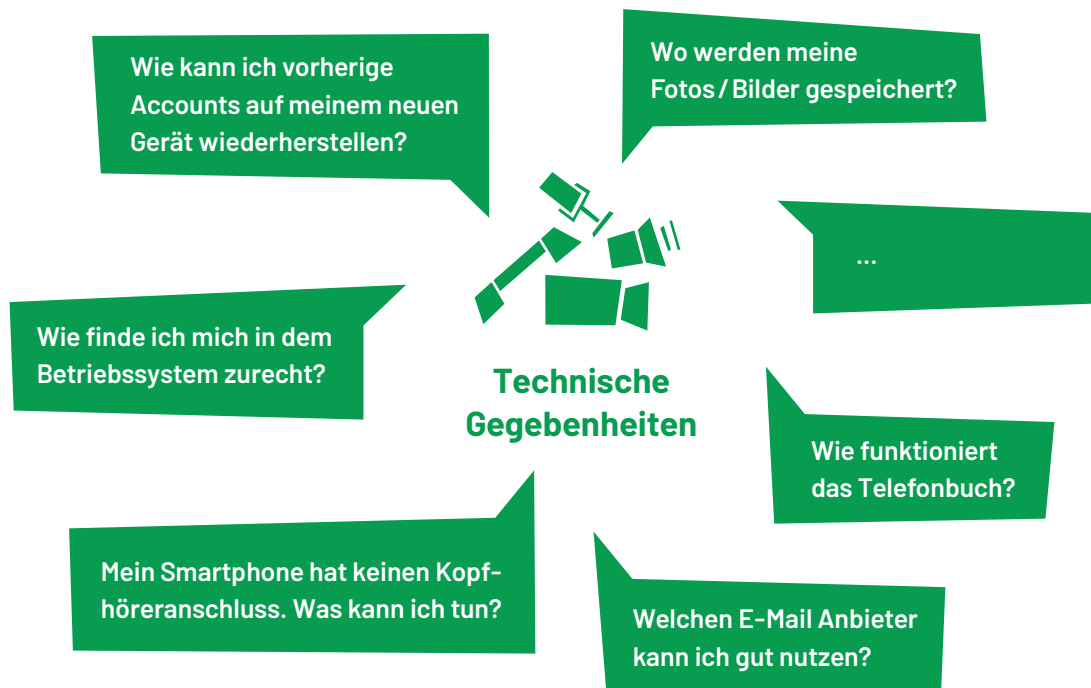 Wie kann ich vorherige
Accounts auf meinem neuen
Gerät wiederherstellen?
Wo werden meine
Fotos/Bilder gespeichert?
...
Wie finde ich mich in dem
Betriebssystem zurecht?
Technische
Gegebenheiten
Wie funktioniert
das Telefonbuch?
Mein Smartphone hat keinen Kopf-
höreranschluss. Was kann ich tun?
Welchen E-Mail Anbieter
kann ich gut nutzen?